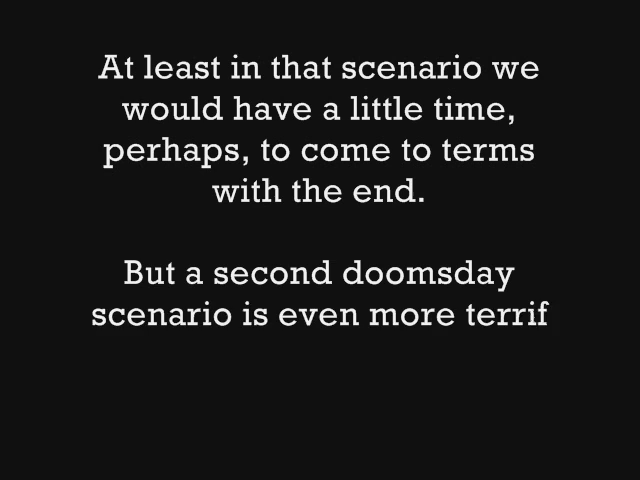 At least in that scenario we
would have a little time,
perhaps, to come to terms
with the end.
But a second doomsday
scenario is even more terrif